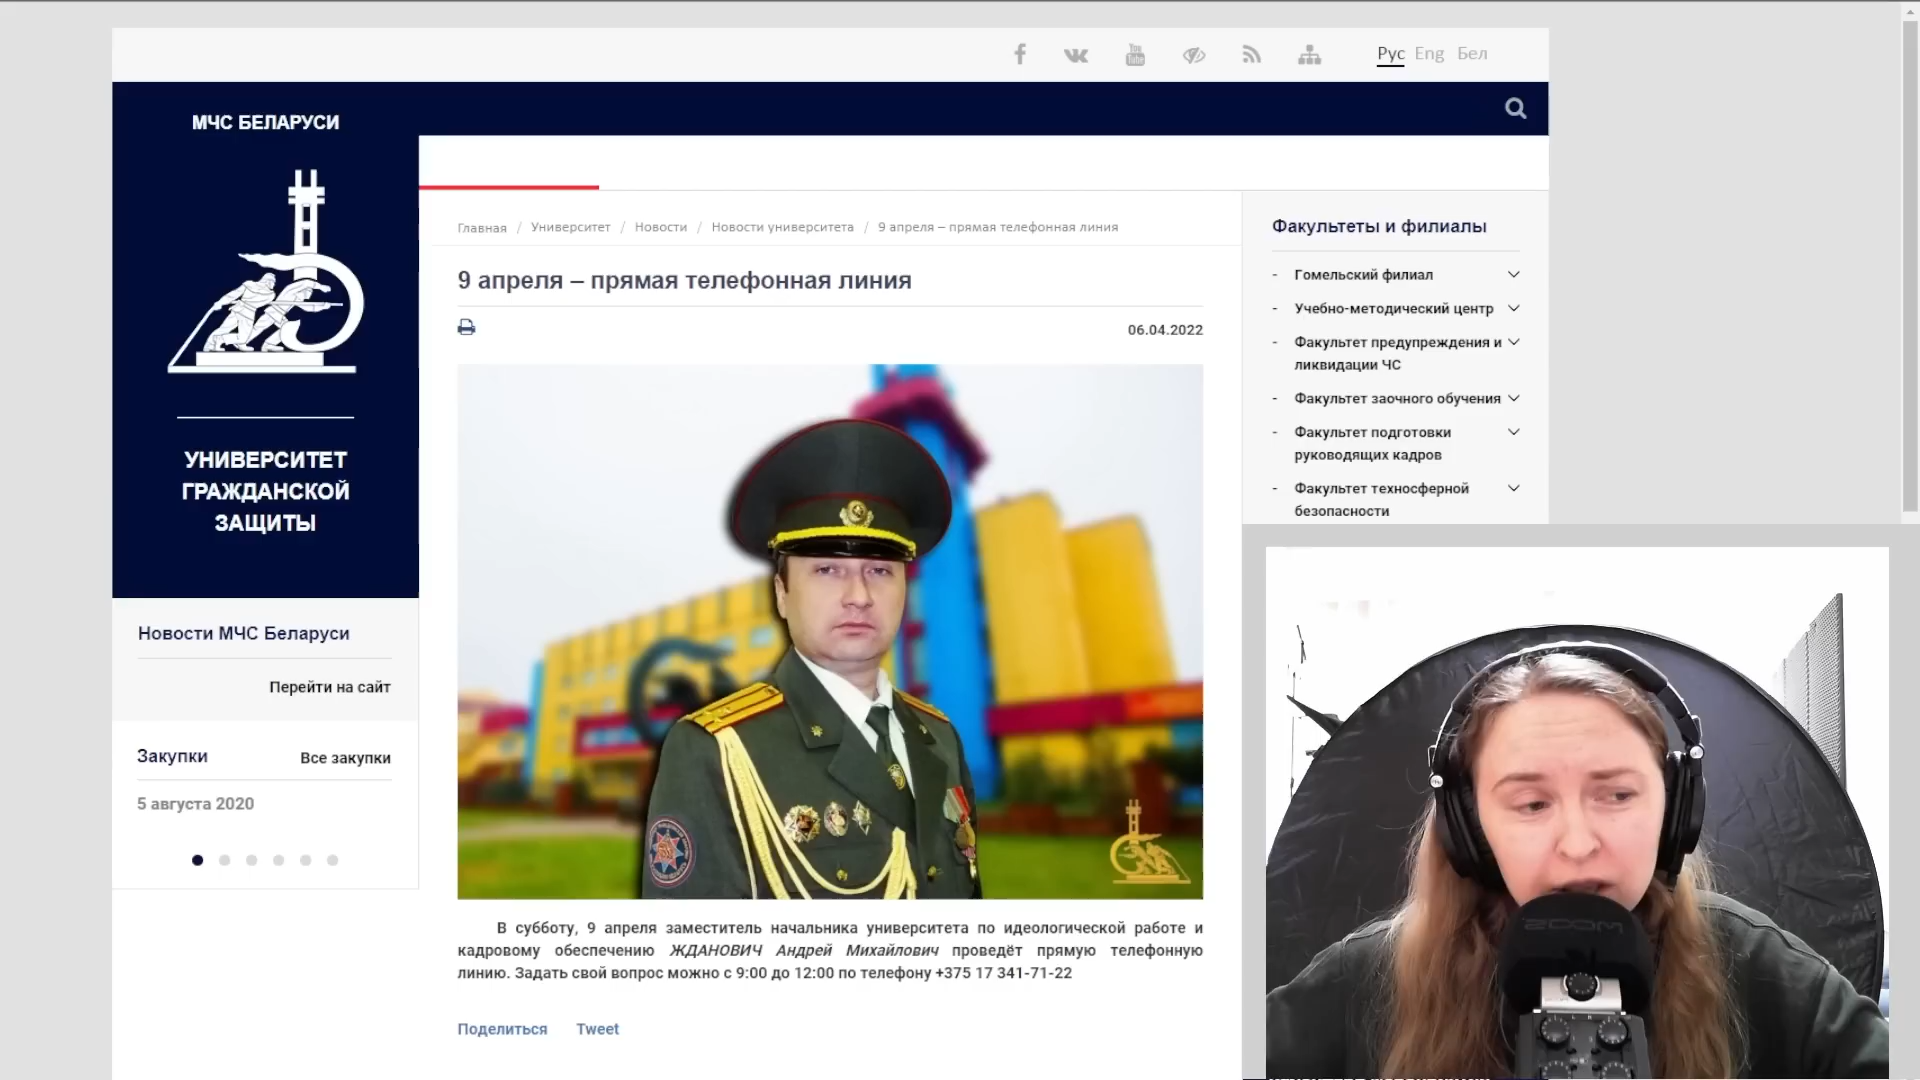 Рус Eng Бел
МЧС БЕЛАРУСИ
УНИВЕРСИТЕТ
ГРАЖДАНСКОЙ
ЗАЩИТЫ
Новости МЧС Беларуси
Перейти на сайт
Закупки Все закупки
5 августа 2020
Главная / Университет / Новости / Новости университета / 9 апреля – прямая телефонная линия
9 апреля – прямая телефонная линия
06.04.2022
В субботу, 9 апреля заместитель начальника университета по идеологической работе и
кадровому обеспечению ЖДАНОВИЧ Андрей Михайлович проведёт прямую телефонную
линию. Задать свой вопрос можно с 9:00 до 12:00 по телефону +375 17 341-71-22
Поделиться Tweet
Факультеты и филиалы
- Гомельский филиал
- Учебно-методический центр
- Факультет предупреждения и
ликвидации ЧС
- Факультет заочного обучения
- Факультет подготовки
руководящих кадров
- Факультет техносферной
безопасности
ZOOM